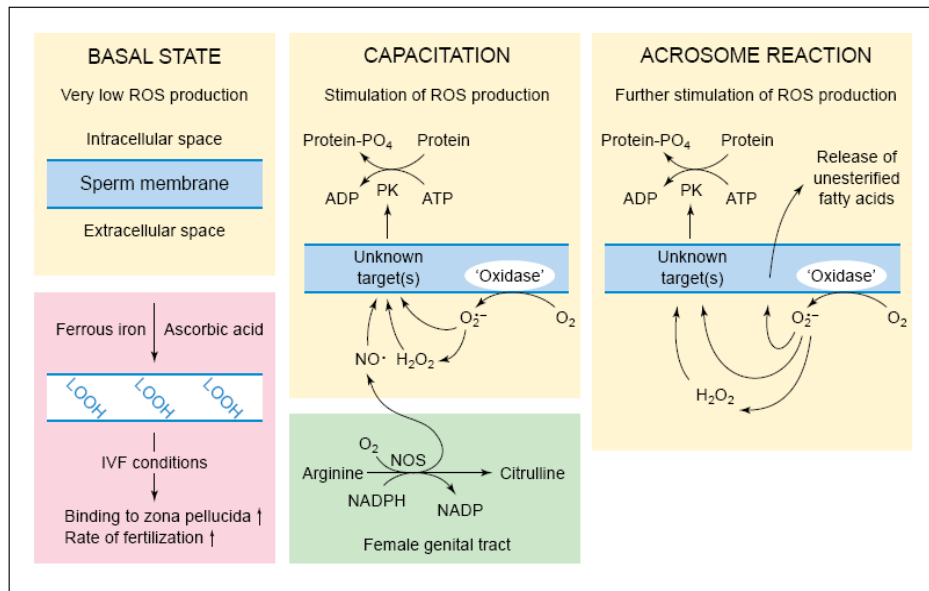 BASAL STATE
Very low ROS production
Intracellular space
Sperm membrane
Extracellular space
Ferrous iron
Ascorbic acid
LOOH
LOOH
LOOH
IVF conditions
Binding to zona pellucida ↑
Rate of fertilization ↑
CAPACITATION
Stimulation of ROS production
Protein-PO₄
Protein
ADP
PK
ATP
Unknown
target(s)
‘Oxidase’
O₂•–
O₂
NO•
H₂O₂
O₂
Arginine
NOS
Citrulline
NADPH
NADP
Female genital tract
ACROSOME REACTION
Further stimulation of ROS production
Protein-PO₄
Protein
ADP
PK
ATP
Release of
unesterified
fatty acids
Unknown
target(s)
‘Oxidase’
O₂•–
O₂
H₂O₂